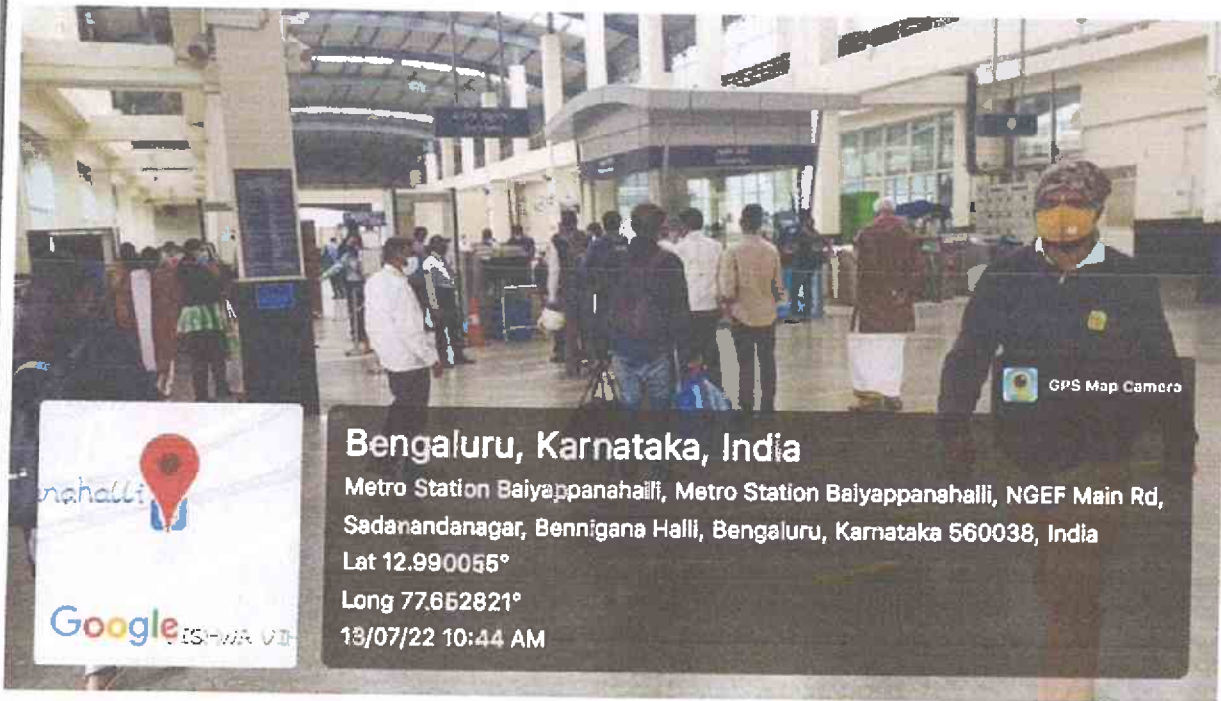 GPS Map Camera
Bengaluru, Karnataka, India
Metro Station Baiyappanahalli, Metro Station Baiyappanahalli, NGEF Main Rd,
Sadanandanagar, Bennigana Halli, Bengaluru, Karnataka 560038, India
Lat 12.990055°
Long 77.652821°
13/07/22 10:44 AM
nahalli
Google